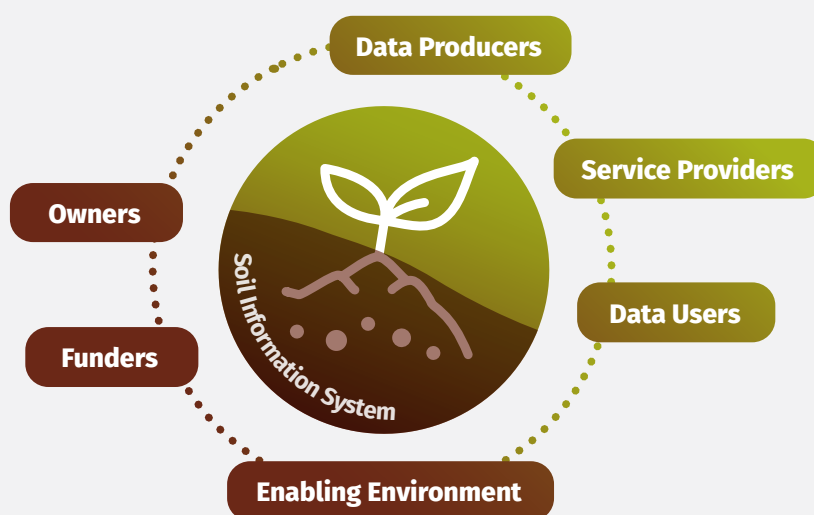 Data Producers
Service Providers
Owners
Soil Information System
Data Users
Funders
Enabling Environment